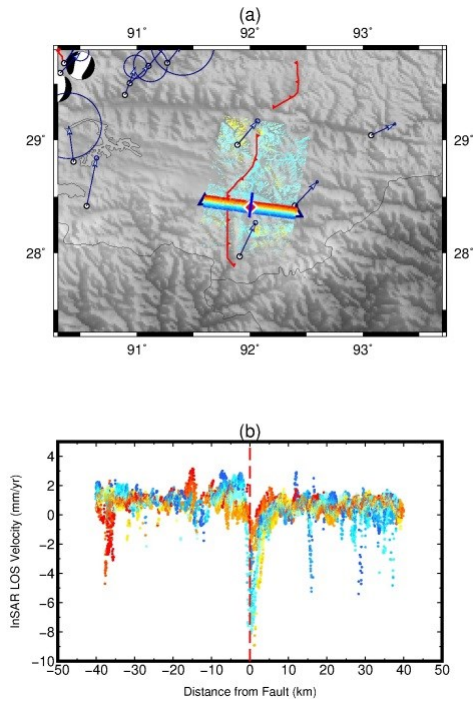 (a)
91° 92° 93°
29° 29°
28° 28°
91° 92° 93°
(b)
4
2
0
−2
−4
−6
−8
−10
InSAR LOS Velocity (mm/yr)
−50 −40 −30 −20 −10 0 10 20 30 40 50
Distance from Fault (km)